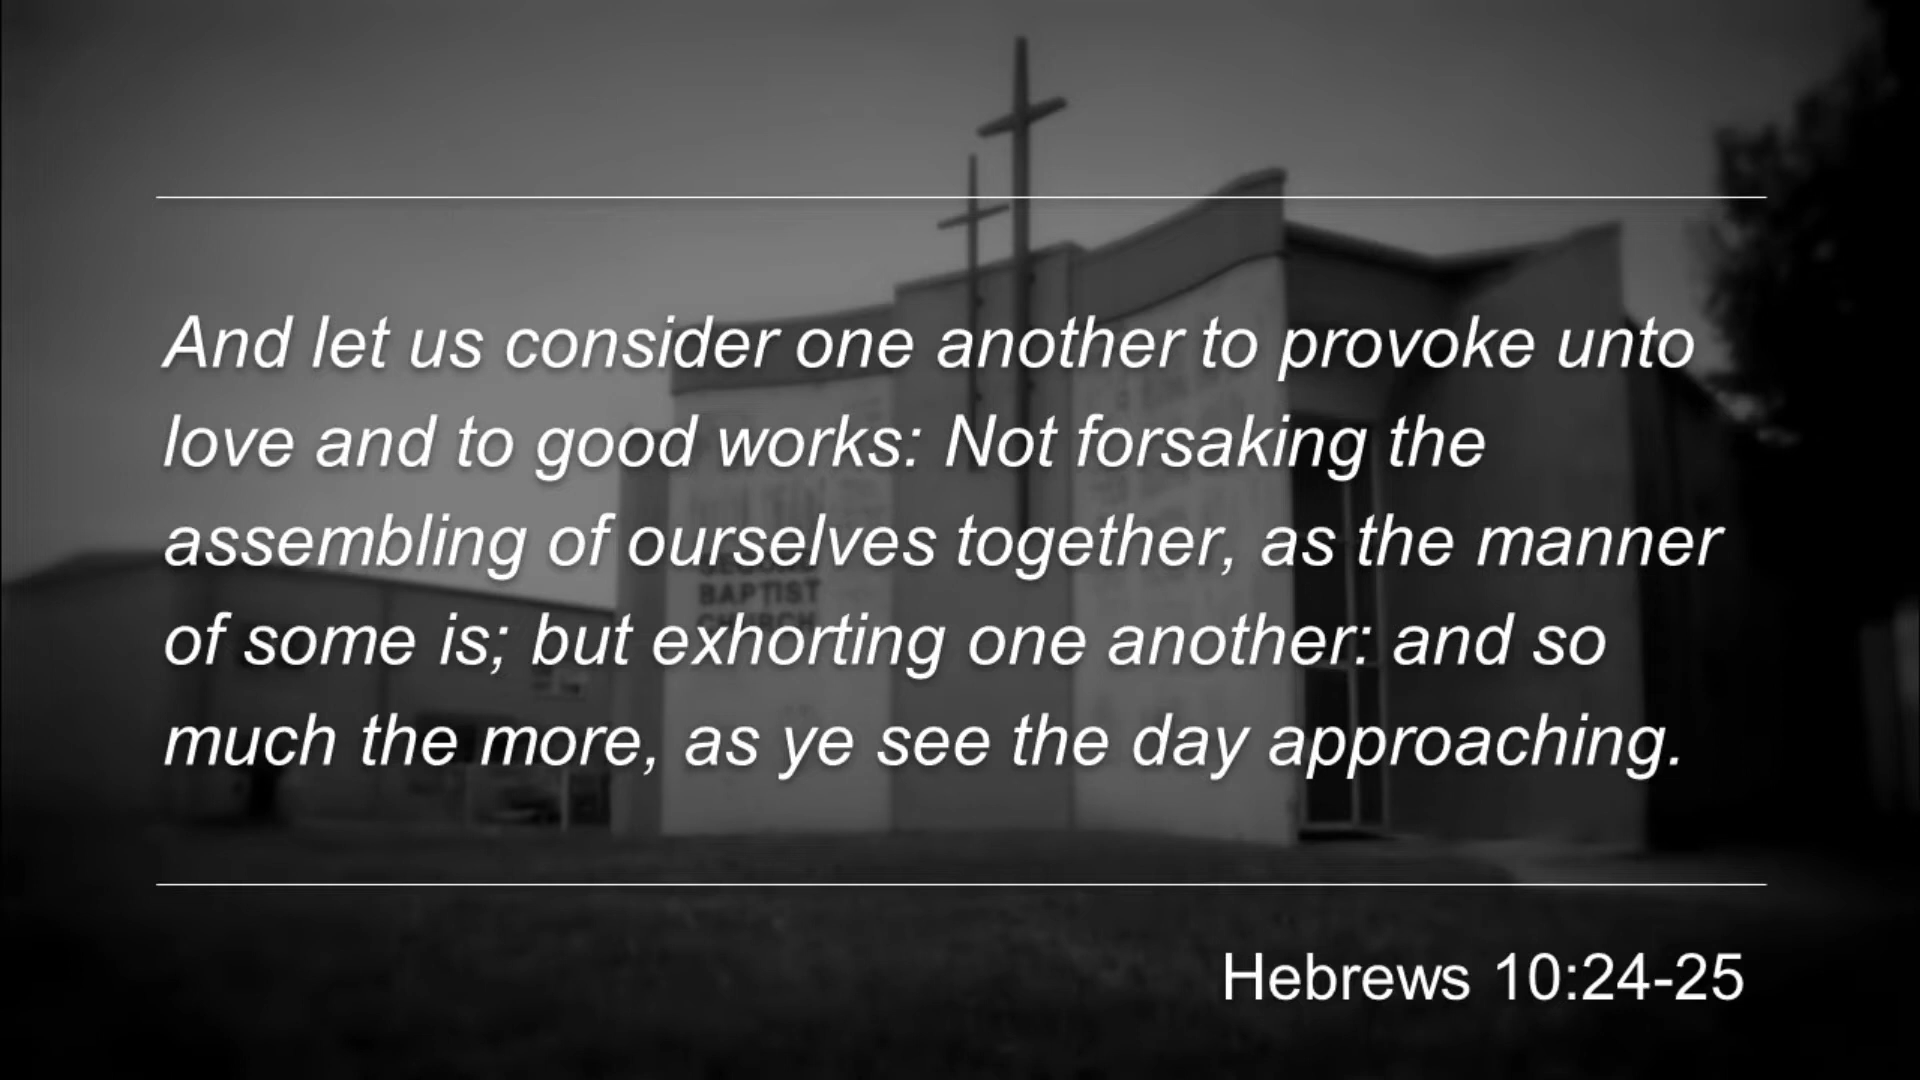 And let us consider one another to provoke unto
love and to good works: Not forsaking the
assembling of ourselves together, as the manner
of some is; but exhorting one another: and so
much the more, as ye see the day approaching.
BAPTIST
CHURCH
Hebrews 10:24-25